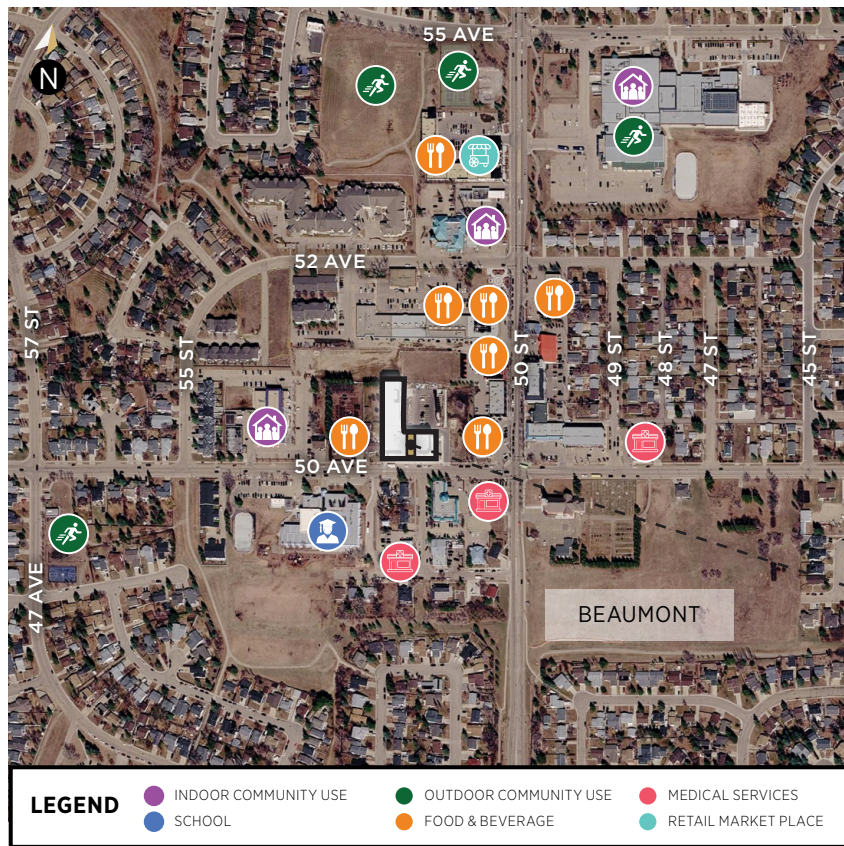 55 AVE
N
52 AVE
57 ST
55 ST
50 ST
49 ST
48 ST
47 ST
45 ST
50 AVE
47 AVE
BEAUMONT
LEGEND
INDOOR COMMUNITY USE
OUTDOOR COMMUNITY USE
MEDICAL SERVICES
SCHOOL
FOOD & BEVERAGE
RETAIL MARKET PLACE